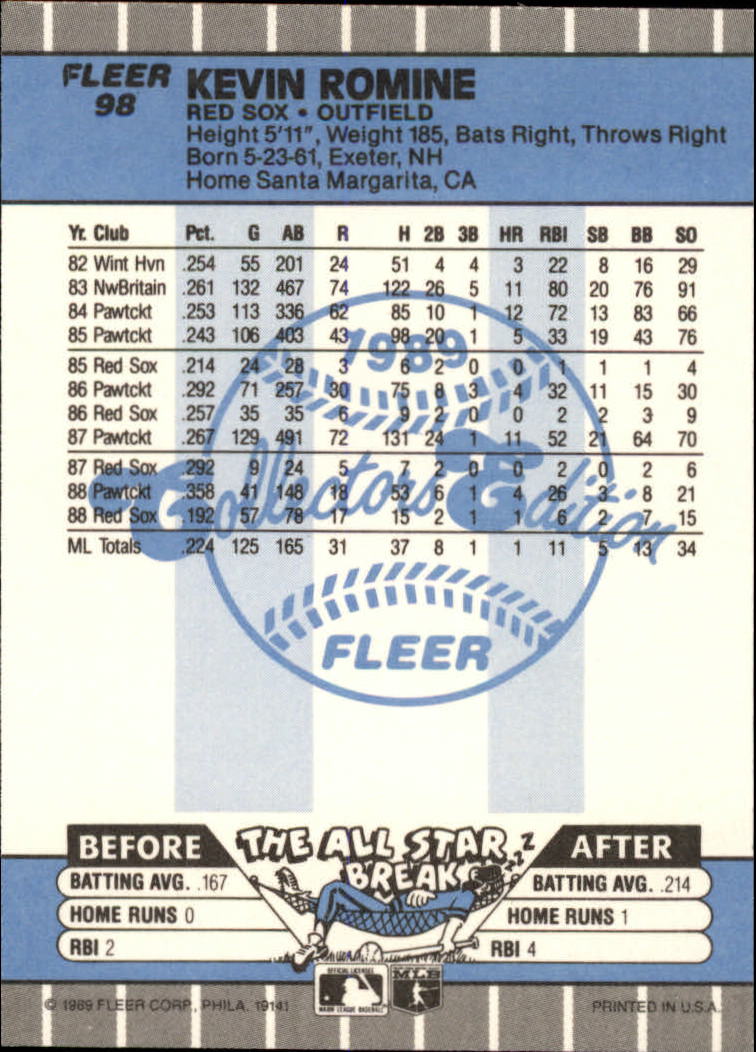 FLEER
98
KEVIN ROMINE
RED SOX • OUTFIELD
Height 5'11", Weight 185, Bats Right, Throws Right
Born 5-23-61, Exeter, NH
Home Santa Margarita, CA
Yr. Club Pct. G AB R H 2B 3B HR RBI SB BB SO
82 Wint Hvn .254 55 201 24 51 4 4 3 22 8 16 29
83 NwBritain .261 132 467 74 122 26 5 11 80 20 76 91
84 Pawtckt .253 113 336 62 85 10 1 12 72 13 83 66
85 Pawtckt .243 106 403 43 98 20 1 5 33 19 43 76
85 Red Sox .214 24 28 3 6 2 0 0 1 1 1 4
86 Pawtckt .292 71 257 30 75 8 3 4 32 11 15 30
86 Red Sox .257 35 35 6 9 2 0 0 2 2 3 9
87 Pawtckt .267 129 491 72 131 24 1 11 52 21 64 70
87 Red Sox .292 9 24 5 7 2 0 0 2 0 2 6
88 Pawtckt .358 41 148 18 53 6 1 4 26 3 8 21
88 Red Sox .192 57 78 17 15 2 1 1 6 2 7 15
ML Totals .224 125 165 31 37 8 1 1 11 5 13 34
1989
Collectors Edition
FLEER
BEFORE
THE ALL STAR
BREAK
ZZZ
AFTER
BATTING AVG. .167
BATTING AVG. .214
HOME RUNS 0
HOME RUNS 1
RBI 2
RBI 4
OFFICIAL LICENSEE
MAJOR LEAGUE BASEBALL
MLB
© 1989 FLEER CORP., PHILA. 19141
PRINTED IN U.S.A.